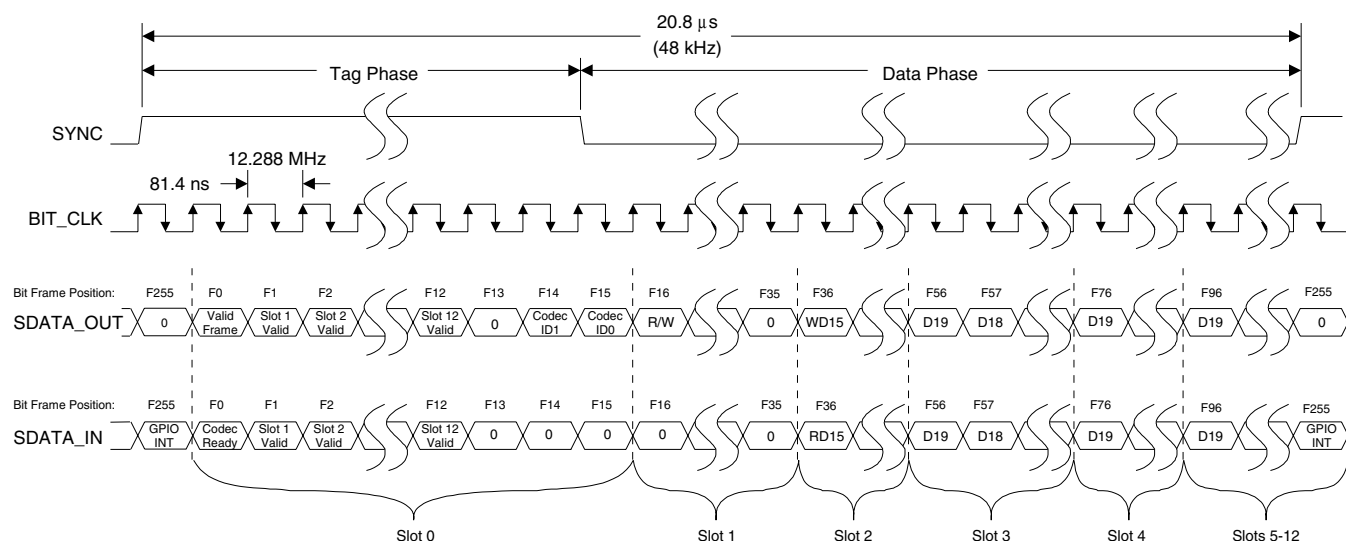 20.8 μs
(48 kHz)
Tag Phase
Data Phase
SYNC
12.288 MHz
81.4 ns
BIT_CLK
Bit Frame Position: F255 F0 F1 F2 F12 F13 F14 F15 F16 F35 F36 F56 F57 F76 F96 F255
SDATA_OUT 0 Valid Frame Slot 1 Valid Slot 2 Valid Slot 12 Valid 0 Codec ID1 Codec ID0 R/W 0 WD15 D19 D18 D19 D19 0
Bit Frame Position: F255 F0 F1 F2 F12 F13 F14 F15 F16 F35 F36 F56 F57 F76 F96 F255
SDATA_IN GPIO INT Codec Ready Slot 1 Valid Slot 2 Valid Slot 12 Valid 0 0 0 0 0 RD15 D19 D18 D19 D19 GPIO INT
Slot 0 Slot 1 Slot 2 Slot 3 Slot 4 Slots 5-12